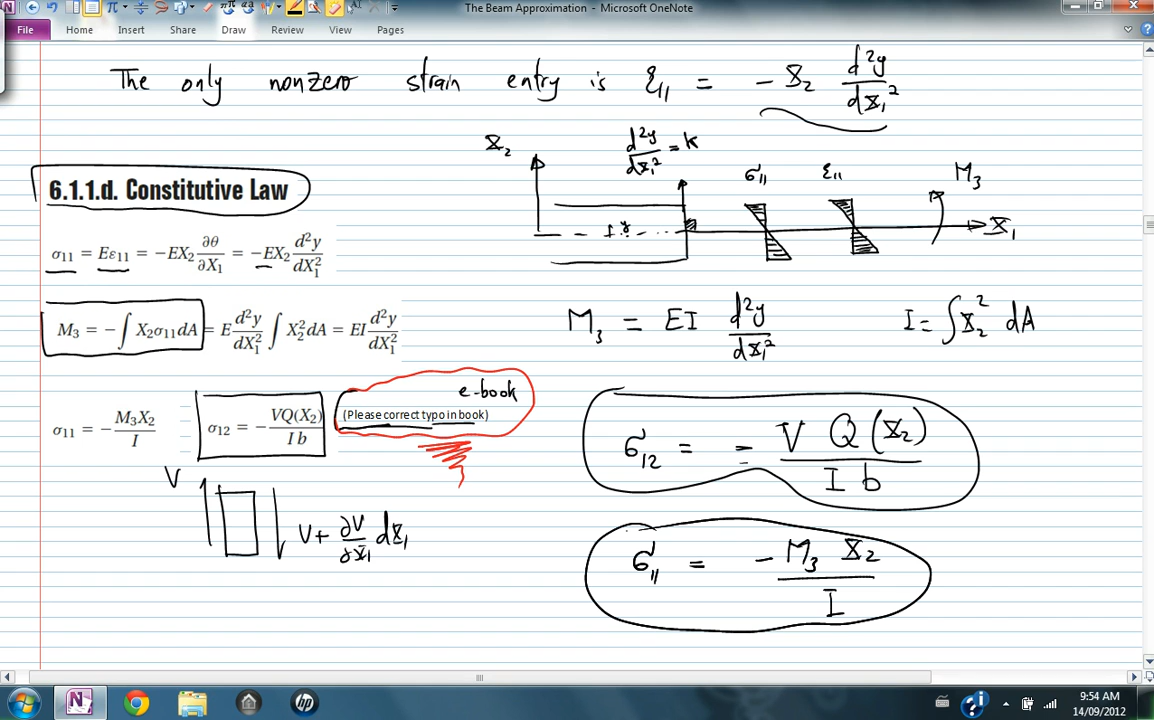 The Beam Approximation - Microsoft OneNote
File Home Insert Share Draw Review View Pages
The only nonzero strain entry is ε₁₁ = - X₂ d²y/dX₁²
6.1.1.d. Constitutive Law
X₂
d²y/dX₁² = k
σ₁₁
ε₁₁
M₃
y
X₁
σ₁₁ = Eε₁₁ = −EX₂ ∂θ/∂X₁ = −EX₂ d²y/dX₁²
M₃ = −∫ X₂σ₁₁dA = E d²y/dX₁² ∫ X₂²dA = EI d²y/dX₁²
M₃ = EI d²y/dX₁²
I = ∫X₂² dA
e-book
(Please correct typo in book)
σ₁₁ = − M₃X₂/I
σ₁₂ = − VQ(X₂)/I b
σ₁₂ = = V Q(X₂)/I b
V
V + ∂V/∂X₁ dX₁
σ₁₁ = - M₃ X₂/I
9:54 AM
14/09/2012